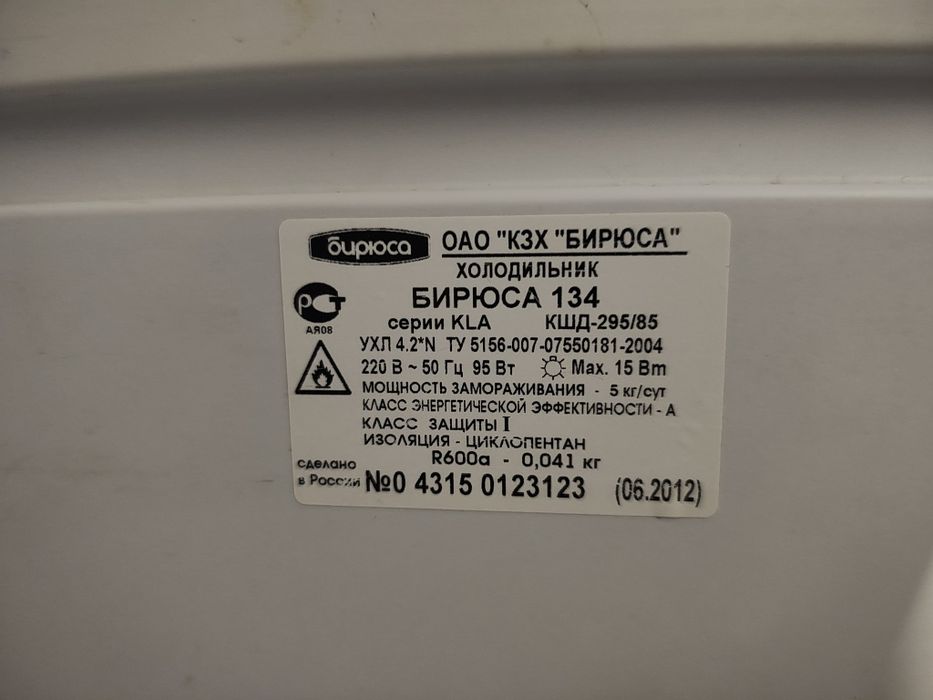 бирюса
ОАО "КЗХ "БИРЮСА"
ХОЛОДИЛЬНИК
БИРЮСА 134
серии KLA КШД-295/85
РСТ
АЯ08
УХЛ 4.2*N ТУ 5156-007-07550181-2004
220 В ~ 50 Гц 95 Вт Max. 15 Вт
МОЩНОСТЬ ЗАМОРАЖИВАНИЯ - 5 кг/сут
КЛАСС ЭНЕРГЕТИЧЕСКОЙ ЭФФЕКТИВНОСТИ - А
КЛАСС ЗАЩИТЫ I
ИЗОЛЯЦИЯ - ЦИКЛОПЕНТАН
R600a - 0,041 кг
сделано
в России №0 4315 0123123 (06.2012)